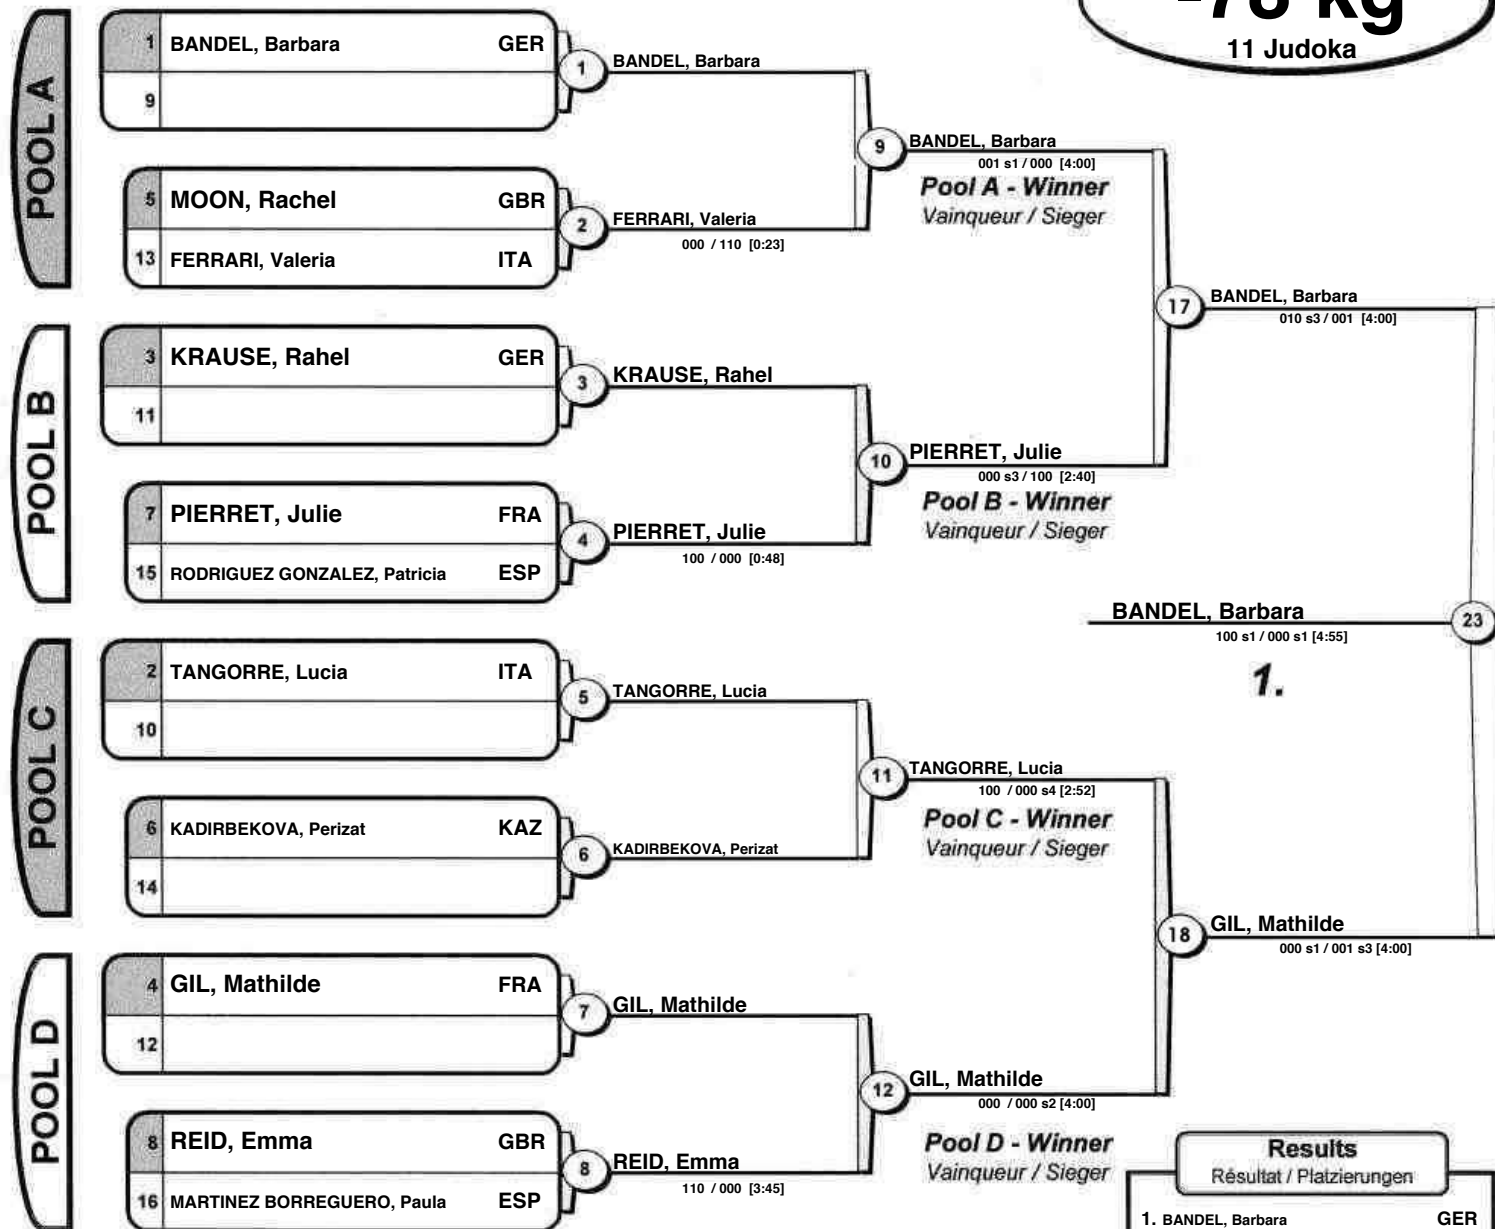 -78 kg
11 Judoka
POOL A
1 BANDEL, Barbara GER
9
5 MOON, Rachel GBR
13 FERRARI, Valeria ITA
1 BANDEL, Barbara
2 FERRARI, Valeria
000 / 110 [0:23]
9 BANDEL, Barbara
001 s1 / 000 [4:00]
Pool A - Winner
Vainqueur / Sieger
POOL B
3 KRAUSE, Rahel GER
11
7 PIERRET, Julie FRA
15 RODRIGUEZ GONZALEZ, Patricia ESP
3 KRAUSE, Rahel
4 PIERRET, Julie
100 / 000 [0:48]
10 PIERRET, Julie
000 s3 / 100 [2:40]
Pool B - Winner
Vainqueur / Sieger
17 BANDEL, Barbara
010 s3 / 001 [4:00]
BANDEL, Barbara 23
100 s1 / 000 s1 [4:55]
1.
POOL C
2 TANGORRE, Lucia ITA
10
6 KADIRBEKOVA, Perizat KAZ
14
5 TANGORRE, Lucia
6 KADIRBEKOVA, Perizat
11 TANGORRE, Lucia
100 / 000 s4 [2:52]
Pool C - Winner
Vainqueur / Sieger
POOL D
4 GIL, Mathilde FRA
12
8 REID, Emma GBR
16 MARTINEZ BORREGUERO, Paula ESP
7 GIL, Mathilde
8 REID, Emma
110 / 000 [3:45]
12 GIL, Mathilde
000 / 000 s2 [4:00]
Pool D - Winner
Vainqueur / Sieger
18 GIL, Mathilde
000 s1 / 001 s3 [4:00]
Results
Résultat / Platzierungen
1. BANDEL, Barbara GER